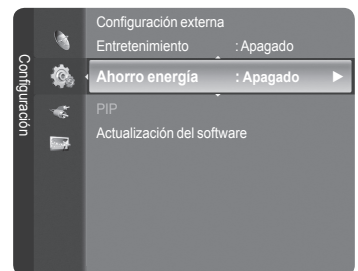 Configuración
Configuración externa
Entretenimiento : Apagado
Ahorro energía : Apagado
PIP
Actualización del software